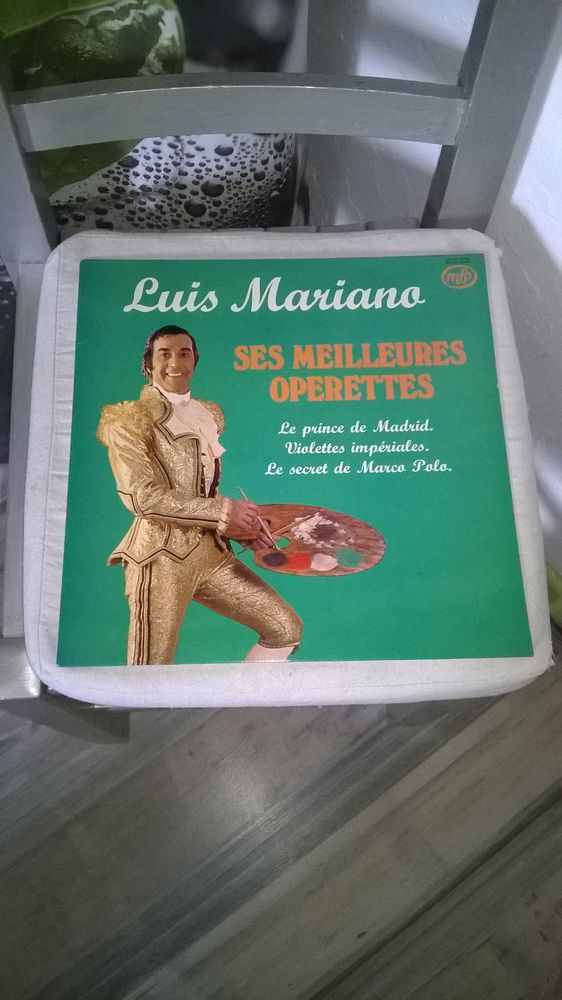 Luis Mariano
mfp
SES MEILLEURES
OPERETTES
Le prince de Madrid.
Violettes impériales.
Le secret de Marco Polo.